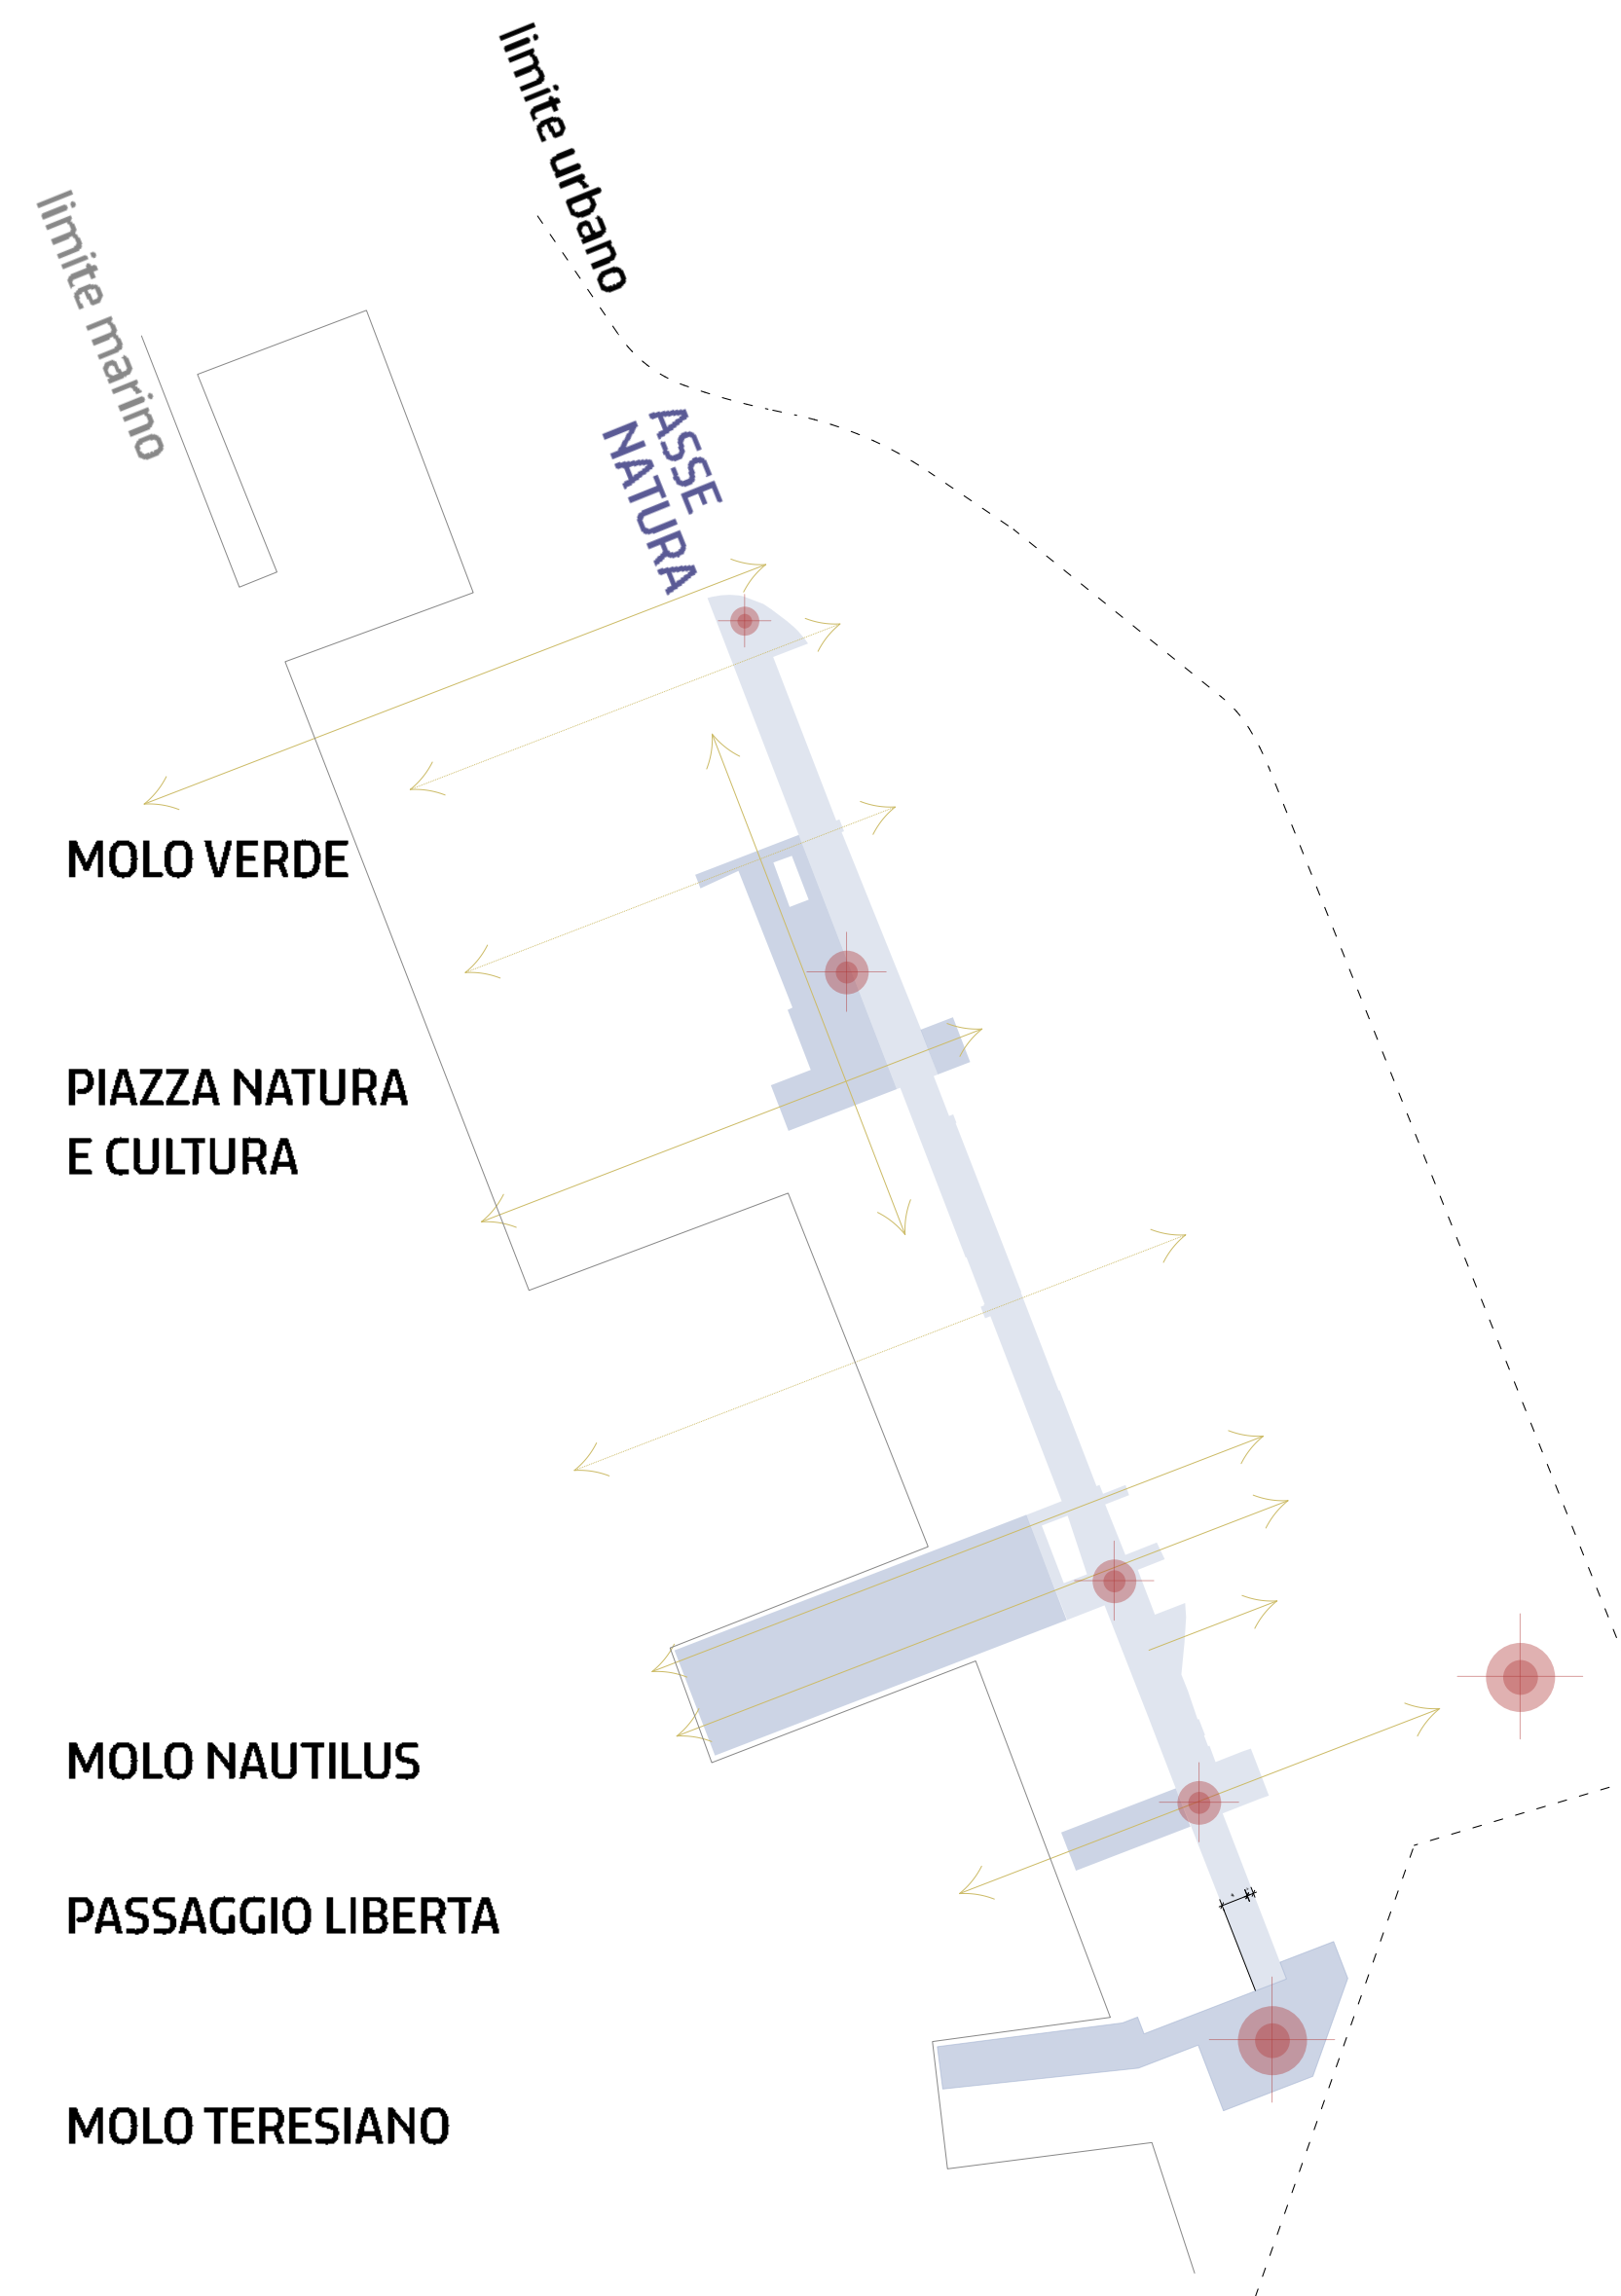 limite urbano
limite marino
ASSE
NATURA
MOLO VERDE
PIAZZA NATURA
E CULTURA
MOLO NAUTILUS
PASSAGGIO LIBERTA
MOLO TERESIANO